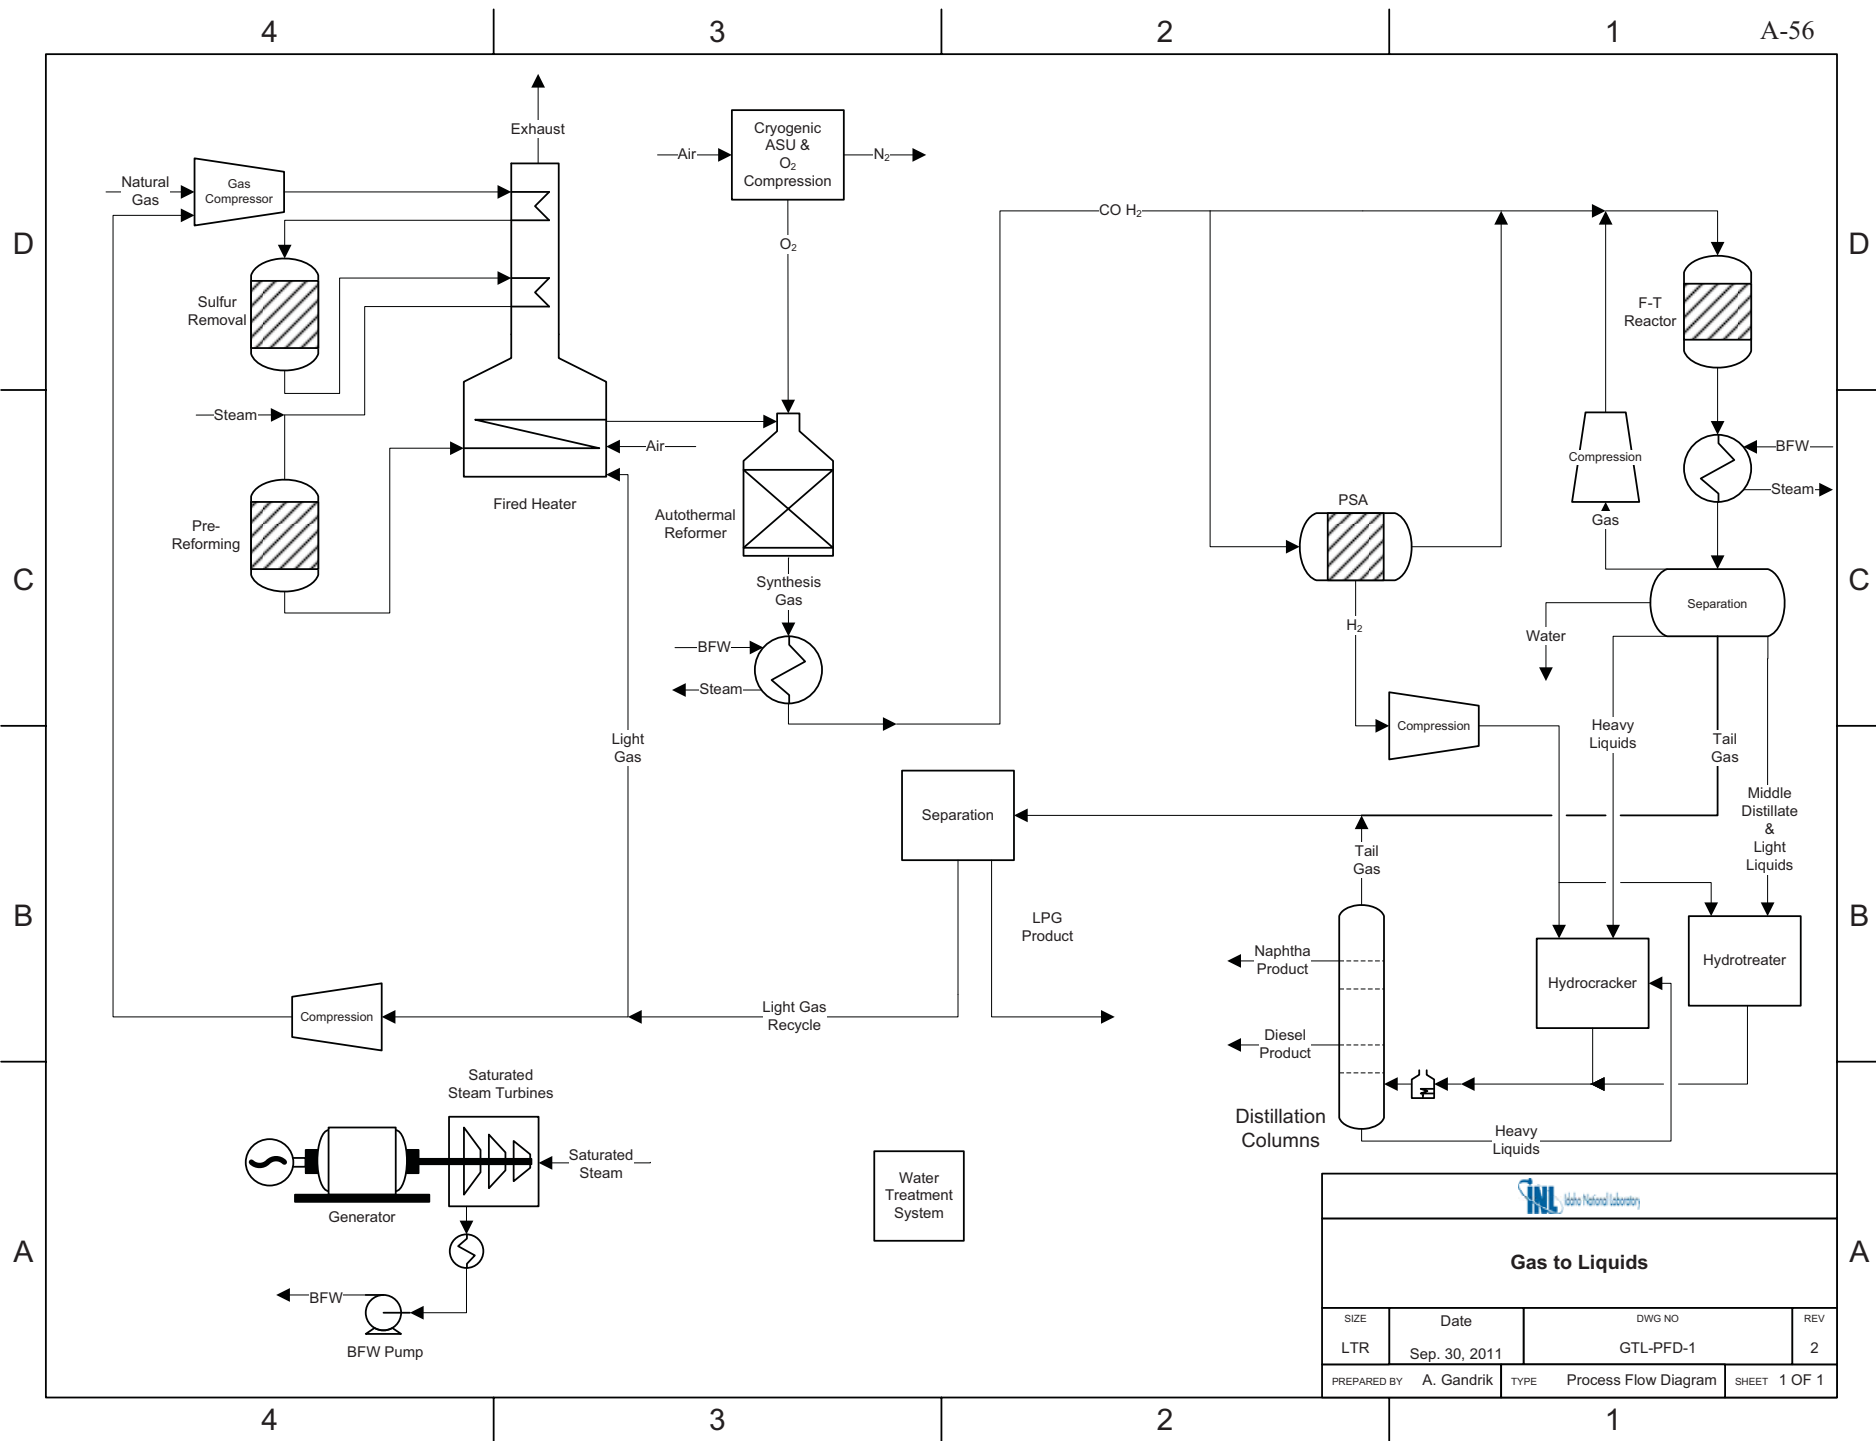 4
3
2
1
A-56
D
C
B
A
D
C
B
A
4
3
2
1
Exhaust
Natural
Gas
Gas
Compressor
Sulfur
Removal
Steam
Pre-
Reforming
Fired Heater
Air
Air
Cryogenic
ASU &
O2
Compression
N2
O2
Autothermal
Reformer
Synthesis
Gas
BFW
Steam
Light
Gas
CO H2
PSA
H2
Compression
F-T
Reactor
Compression
Gas
BFW
Steam
Separation
Water
Heavy
Liquids
Tail
Gas
Middle
Distillate
&
Light
Liquids
Separation
LPG
Product
Tail
Gas
Naphtha
Product
Diesel
Product
Distillation
Columns
Hydrocracker
Hydrotreater
Heavy
Liquids
Light Gas
Recycle
Compression
Saturated
Steam Turbines
Saturated
Steam
Generator
BFW
BFW Pump
Water
Treatment
System
INL Idaho National Laboratory
Gas to Liquids
SIZE
LTR
Date
Sep. 30, 2011
DWG NO
GTL-PFD-1
REV
2
PREPARED BY A. Gandrik
TYPE Process Flow Diagram
SHEET 1 OF 1